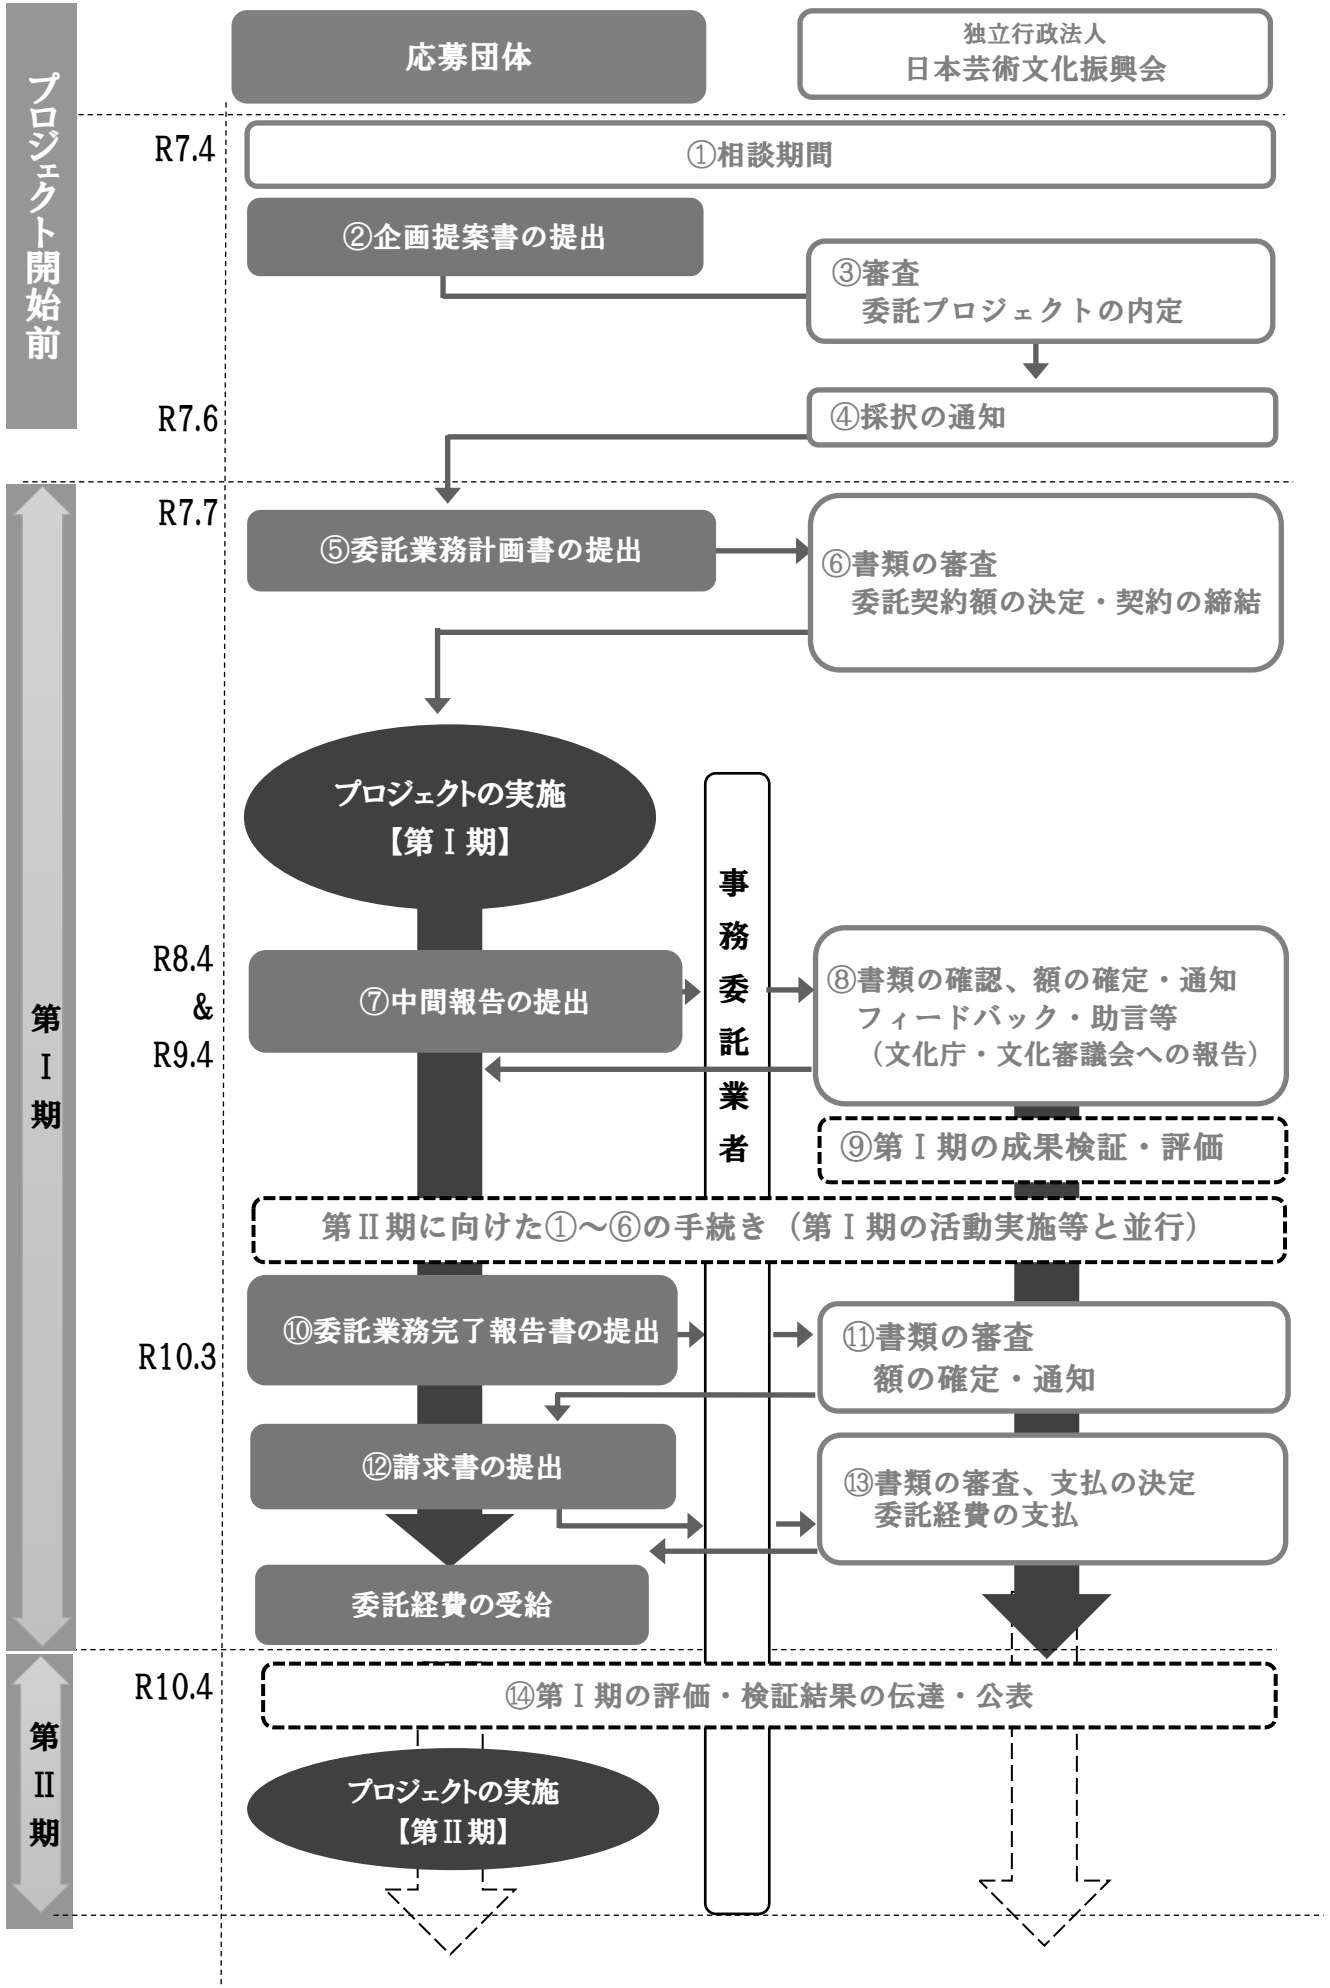 プロジェクト開始前
応募団体
独立行政法人
日本芸術文化振興会
R7.4
①相談期間
②企画提案書の提出
③審査
委託プロジェクトの内定
R7.6
④採択の通知
R7.7
⑤委託業務計画書の提出
⑥書類の審査
委託契約額の決定・契約の締結
プロジェクトの実施
【第Ⅰ期】
事務委託業者
第Ⅰ期
R8.4
&
R9.4
⑦中間報告の提出
⑧書類の確認、額の確定・通知
フィードバック・助言等
（文化庁・文化審議会への報告）
⑨第Ⅰ期の成果検証・評価
第Ⅱ期に向けた①～⑥の手続き（第Ⅰ期の活動実施等と並行）
R10.3
⑩委託業務完了報告書の提出
⑪書類の審査
額の確定・通知
⑫請求書の提出
⑬書類の審査、支払の決定
委託経費の支払
委託経費の受給
第Ⅱ期
R10.4
⑭第Ⅰ期の評価・検証結果の伝達・公表
プロジェクトの実施
【第Ⅱ期】